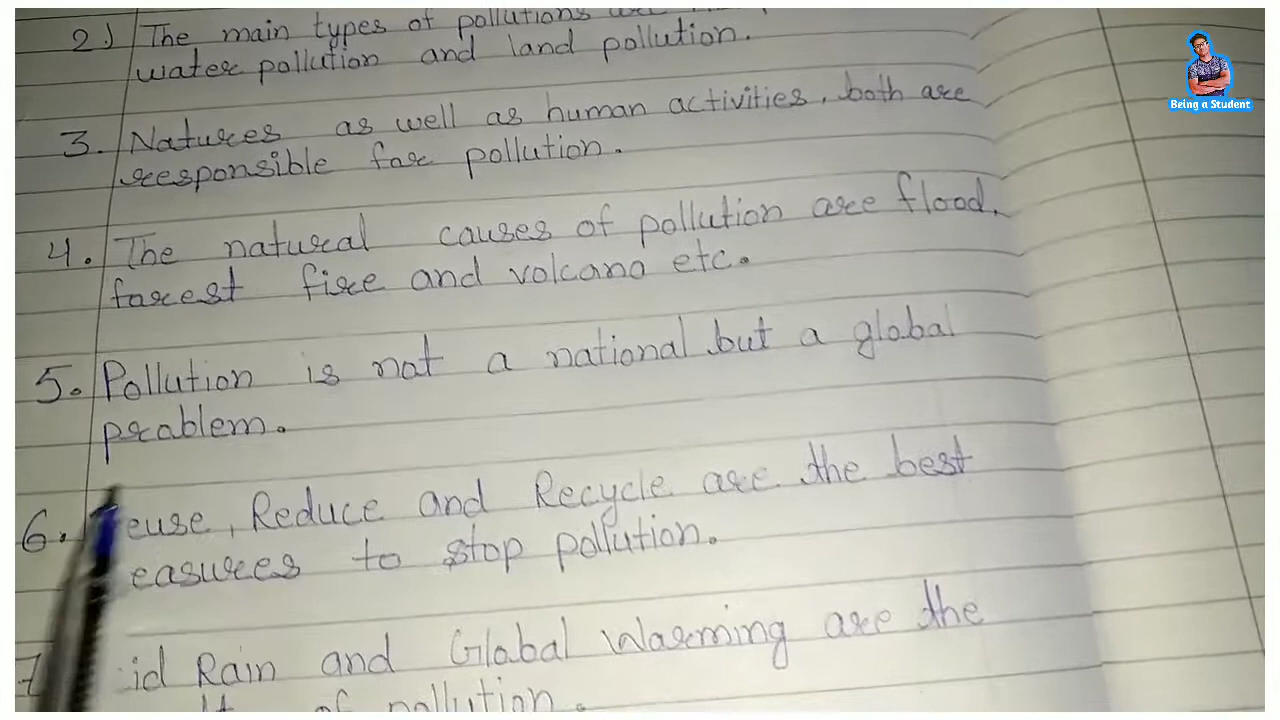 2) The main types of pollutions
water pollution and land pollution.
3. Natures as well as human activities, both are
responsible for pollution.
4. The natural causes of pollution are flood,
forest fire and volcano etc.
5. Pollution is not a national but a global
problem.
6. euse, Reduce and Recycle are the best
easures to stop pollution.
7 id Rain and Global Warming are the
of pollution.
Being a Student